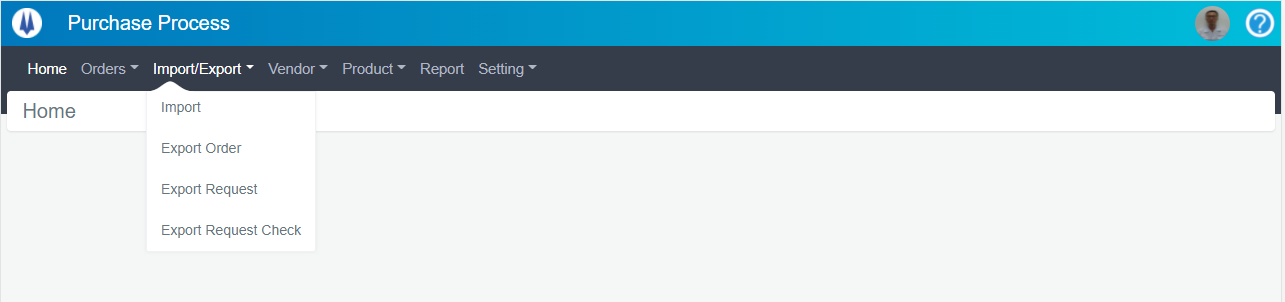 Purchase Process
Home Orders Import/Export Vendor Product Report Setting
Home
Import
Export Order
Export Request
Export Request Check